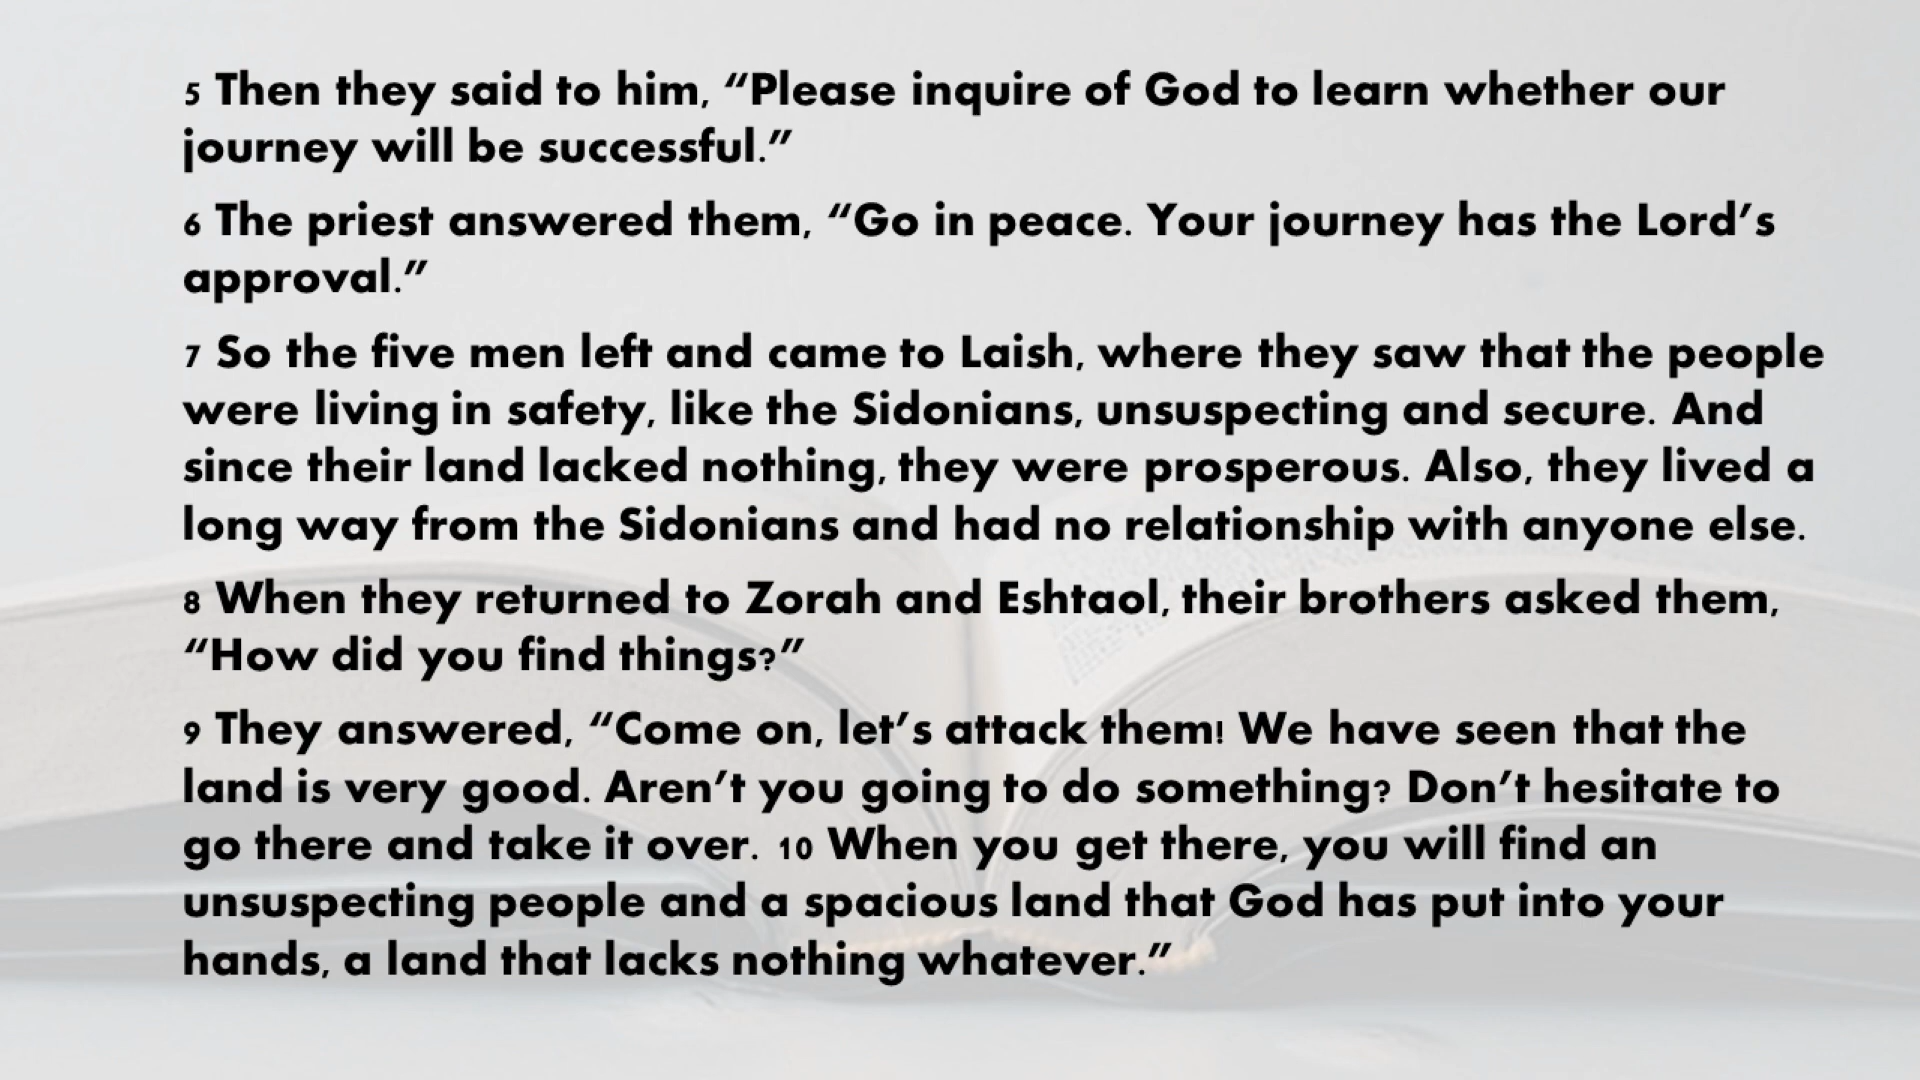 5 Then they said to him, “Please inquire of God to learn whether our
journey will be successful.”
6 The priest answered them, “Go in peace. Your journey has the Lord’s
approval.”
7 So the five men left and came to Laish, where they saw that the people
were living in safety, like the Sidonians, unsuspecting and secure. And
since their land lacked nothing, they were prosperous. Also, they lived a
long way from the Sidonians and had no relationship with anyone else.
8 When they returned to Zorah and Eshtaol, their brothers asked them,
“How did you find things?”
9 They answered, “Come on, let’s attack them! We have seen that the
land is very good. Aren’t you going to do something? Don’t hesitate to
go there and take it over. 10 When you get there, you will find an
unsuspecting people and a spacious land that God has put into your
hands, a land that lacks nothing whatever.”